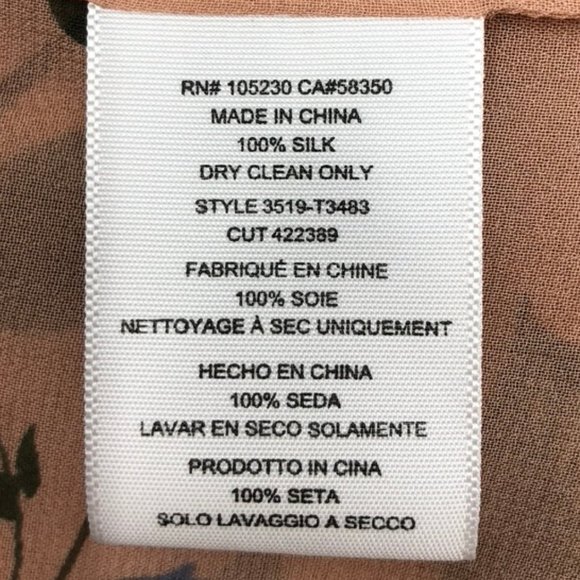 RN# 105230 CA#58350
MADE IN CHINA
100% SILK
DRY CLEAN ONLY
STYLE 3519-T3483
CUT 422389
FABRIQUÉ EN CHINE
100% SOIE
NETTOYAGE À SEC UNIQUEMENT
HECHO EN CHINA
100% SEDA
LAVAR EN SECO SOLAMENTE
PRODOTTO IN CINA
100% SETA
SOLO LAVAGGIO A SECCO